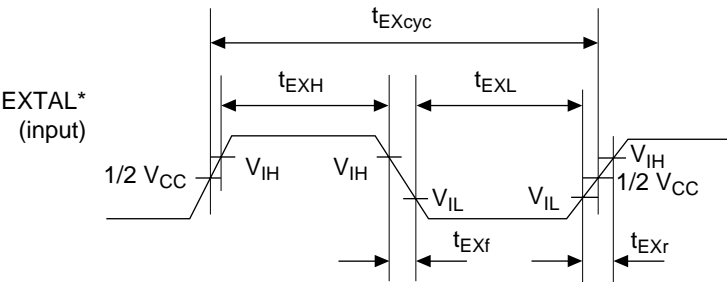 tEXcyc
tEXH
tEXL
EXTAL*
(input)
1/2 VCC
VIH
VIH
VIH
1/2 VCC
VIL
VIL
tEXf
tEXr